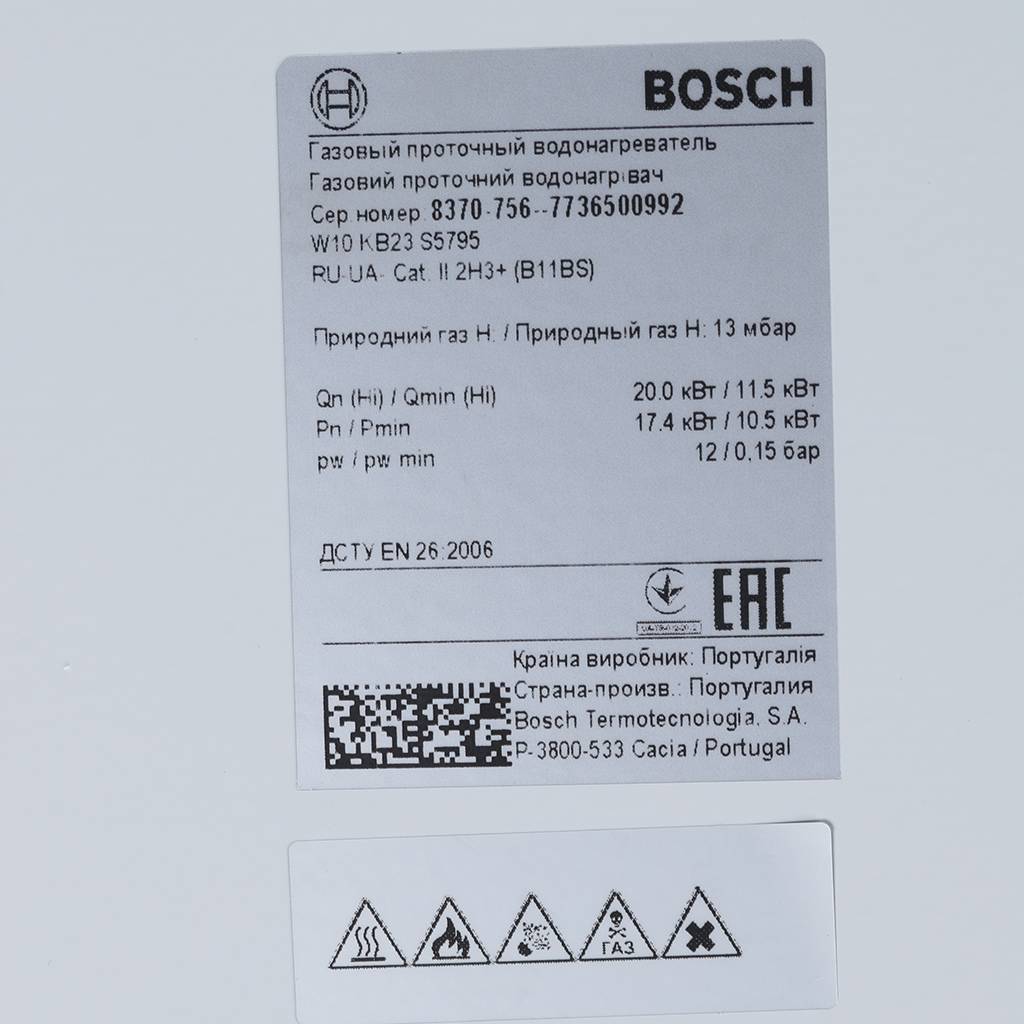 BOSCH
Газовый проточный водонагреватель
Газовий проточний водонагрівач
Сер.номер. 8370-756--7736500992
W10 KB23 S5795
RU-UA- Cat. II 2H3+ (B11BS)
Природний газ H: / Природный газ H: 13 мбар
Qn (Hi) / Qmin (Hi) 20.0 кВт / 11.5 кВт
Pn / Pmin 17.4 кВт / 10.5 кВт
pw / pw min 12 / 0,15 бар
ДСТУ EN 26:2006
EAC
Країна виробник: Португалія
Страна-произв.: Португалия
Bosch Termotecnologia, S.A.
P-3800-533 Cacia / Portugal
ГАЗ